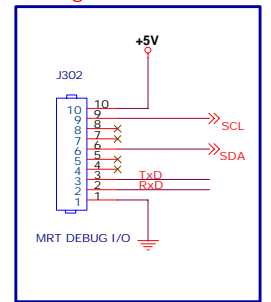 +5V
J302
10 10
9 9 SCL
8 8
7 7
6 6 SDA
5 5
4 4
3 3 TxD
2 2 RxD
1 1
MRT DEBUG I/O